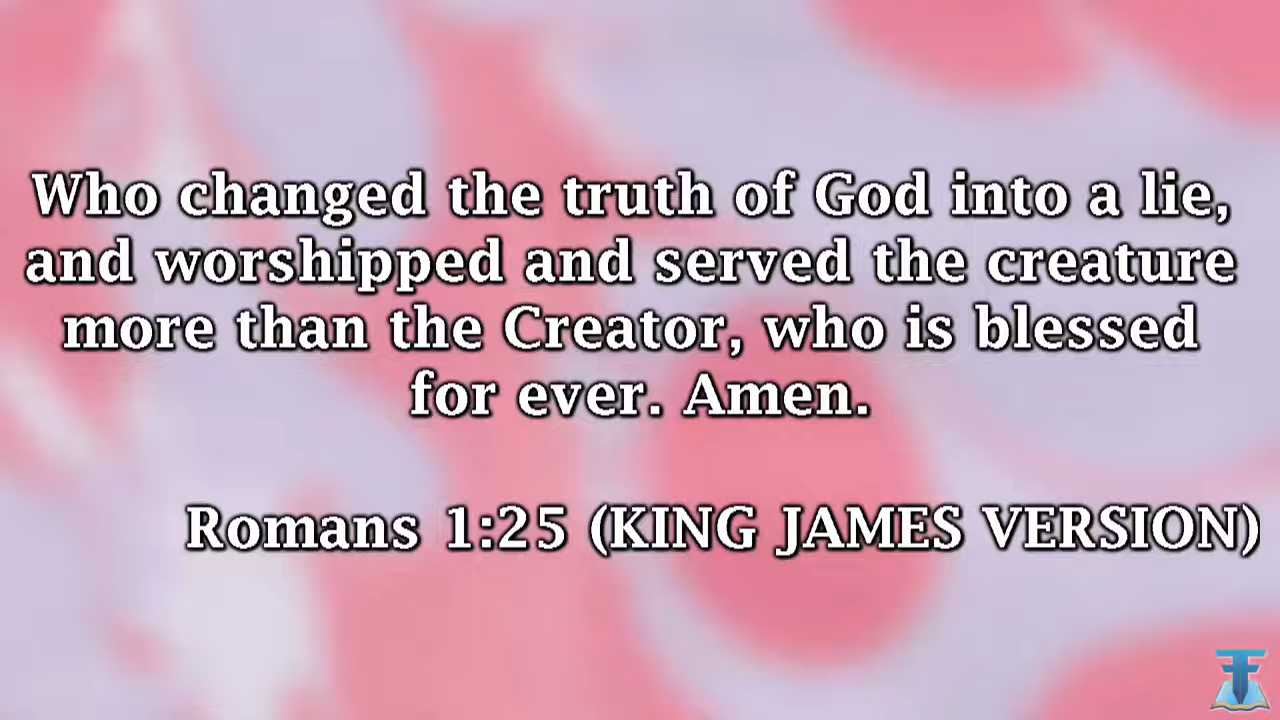 Who changed the truth of God into a lie,
and worshipped and served the creature
more than the Creator, who is blessed
for ever. Amen.
Romans 1:25 (KING JAMES VERSION)